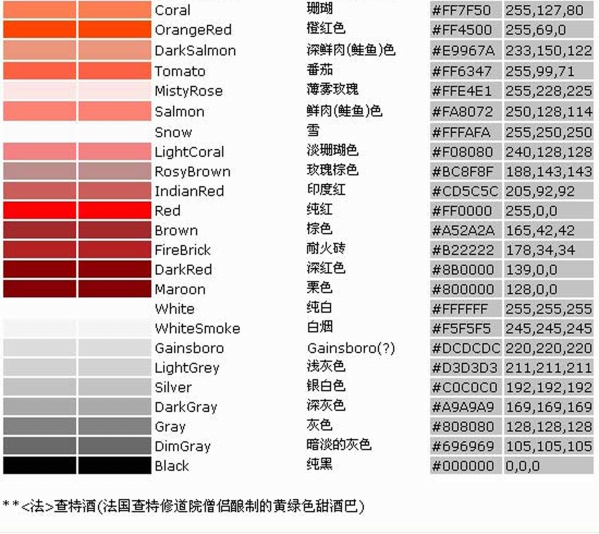 Coral 珊瑚 #FF7F50 255,127,80
OrangeRed 橙红色 #FF4500 255,69,0
DarkSalmon 深鲜肉(鲑鱼)色 #E9967A 233,150,122
Tomato 番茄 #FF6347 255,99,71
MistyRose 薄雾玫瑰 #FFE4E1 255,228,225
Salmon 鲜肉(鲑鱼)色 #FA8072 250,128,114
Snow 雪 #FFFAFA 255,250,250
LightCoral 淡珊瑚色 #F08080 240,128,128
RosyBrown 玫瑰棕色 #BC8F8F 188,143,143
IndianRed 印度红 #CD5C5C 205,92,92
Red 纯红 #FF0000 255,0,0
Brown 棕色 #A52A2A 165,42,42
FireBrick 耐火砖 #B22222 178,34,34
DarkRed 深红色 #8B0000 139,0,0
Maroon 栗色 #800000 128,0,0
White 纯白 #FFFFFF 255,255,255
WhiteSmoke 白烟 #F5F5F5 245,245,245
Gainsboro Gainsboro(?) #DCDCDC 220,220,220
LightGrey 浅灰色 #D3D3D3 211,211,211
Silver 银白色 #C0C0C0 192,192,192
DarkGray 深灰色 #A9A9A9 169,169,169
Gray 灰色 #808080 128,128,128
DimGray 暗淡的灰色 #696969 105,105,105
Black 纯黑 #000000 0,0,0
**<法>查特酒(法国查特修道院僧侣酿制的黄绿色甜酒巴)